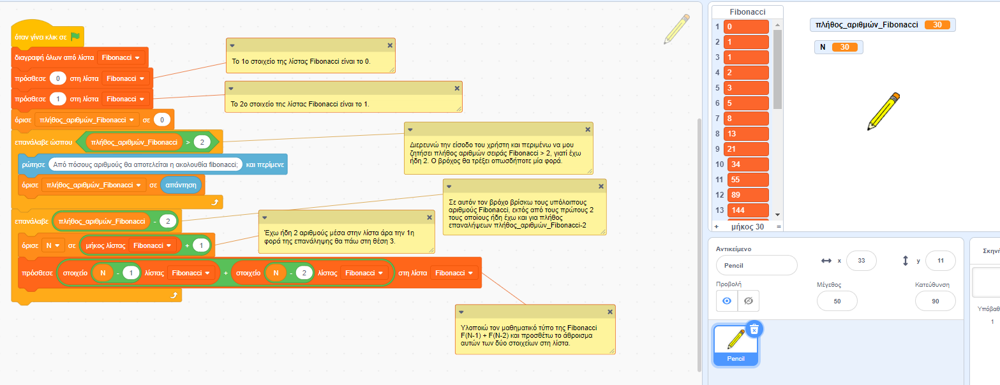 όταν γίνει κλικ σε
διαγραφή όλων από λίστα Fibonacci
πρόσθεσε 0 στη λίστα Fibonacci
πρόσθεσε 1 στη λίστα Fibonacci
όρισε πλήθος_αριθμών_Fibonacci σε 0
επανάλαβε ώσπου πλήθος_αριθμών_Fibonacci > 2
ρώτησε Από πόσους αριθμούς θα αποτελείται η ακολουθία fibonacci; και περίμενε
όρισε πλήθος_αριθμών_Fibonacci σε απάντηση
επανάλαβε πλήθος_αριθμών_Fibonacci - 2
όρισε N σε μήκος λίστας Fibonacci + 1
πρόσθεσε στοιχείο N - 1 λίστας Fibonacci + στοιχείο N - 2 λίστας Fibonacci στη λίστα Fibonacci
Το 1ο στοιχείο της λίστας Fibonacci είναι το 0.
Το 2ο στοιχείο της λίστας Fibonacci είναι το 1.
Διερευνώ την είσοδο του χρήστη και περιμένω να μου
ζητήσει πλήθος αριθμών σειράς Fibonacci > 2, γιατί έχω
ήδη 2. Ο βρόχος θα τρέξει οπωσδήποτε μία φορά.
Σε αυτόν τον βρόχο βρίσκω τους υπόλοιπους
αριθμούς Fibonacci, εκτός από τους πρώτους 2
τους οποίους ήδη έχω και για πλήθος
επαναλήψεων πλήθος_αριθμών_Fibonacci-2
Έχω ήδη 2 αριθμούς μέσα στην λίστα άρα την 1η
φορά της επανάληψης θα πάω στη θέση 3.
Υλοποιώ τον μαθηματικό τύπο της Fibonacci
F(N-1) + F(N-2) και προσθέτω το άθροισμα
αυτών των δύο στοιχείων στη λίστα.
Fibonacci
1 0
2 1
3 1
4 2
5 3
6 5
7 8
8 13
9 21
10 34
11 55
12 89
13 144
+ μήκος 30 =
πλήθος_αριθμών_Fibonacci 30
N 30
Αντικείμενο
Pencil
x 33
y 11
Προβολή
Μέγεθος
50
Κατεύθυνση
90
Pencil
Σκηνή
Υπόβαθ
1